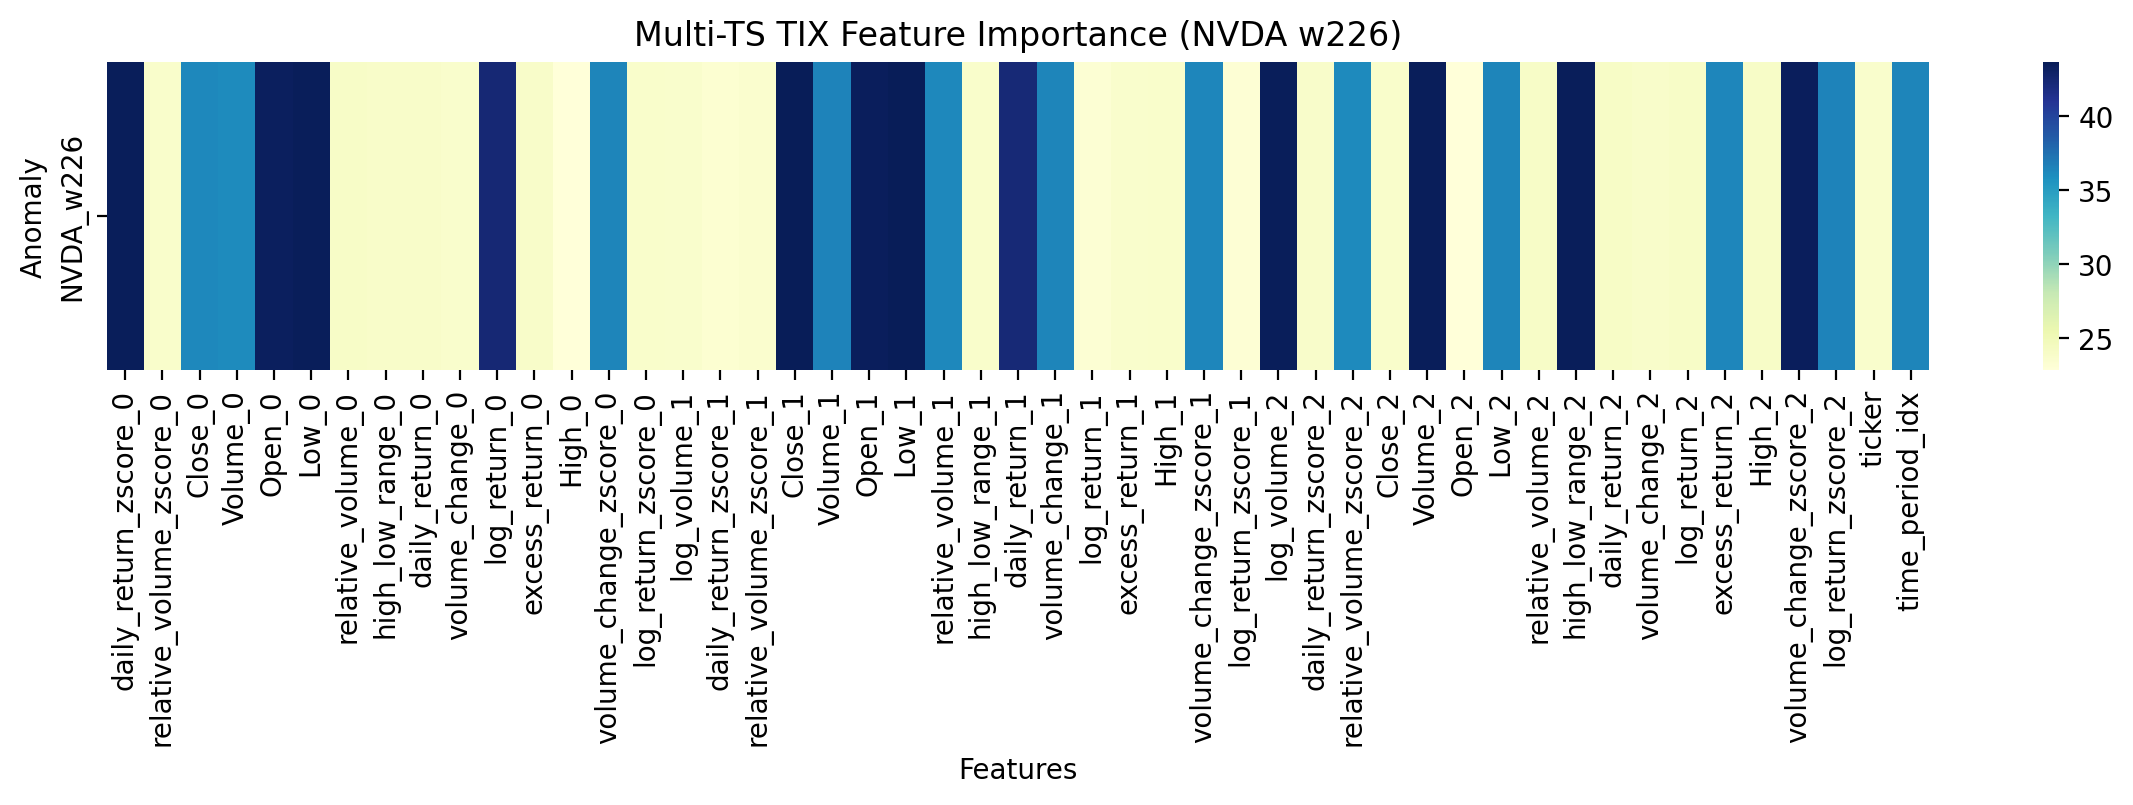 Multi-TS TIX Feature Importance (NVDA w226)
Anomaly
NVDA_w226
40
35
30
25
daily_return_zscore_0
relative_volume_zscore_0
Close_0
Volume_0
Open_0
Low_0
relative_volume_0
high_low_range_0
daily_return_0
volume_change_0
log_return_0
excess_return_0
High_0
volume_change_zscore_0
log_return_zscore_0
log_volume_1
daily_return_zscore_1
relative_volume_zscore_1
Close_1
Volume_1
Open_1
Low_1
relative_volume_1
high_low_range_1
daily_return_1
volume_change_1
log_return_1
excess_return_1
High_1
volume_change_zscore_1
log_return_zscore_1
log_volume_2
daily_return_zscore_2
relative_volume_zscore_2
Close_2
Volume_2
Open_2
Low_2
relative_volume_2
high_low_range_2
daily_return_2
volume_change_2
log_return_2
excess_return_2
High_2
volume_change_zscore_2
log_return_zscore_2
ticker
time_period_idx
Features